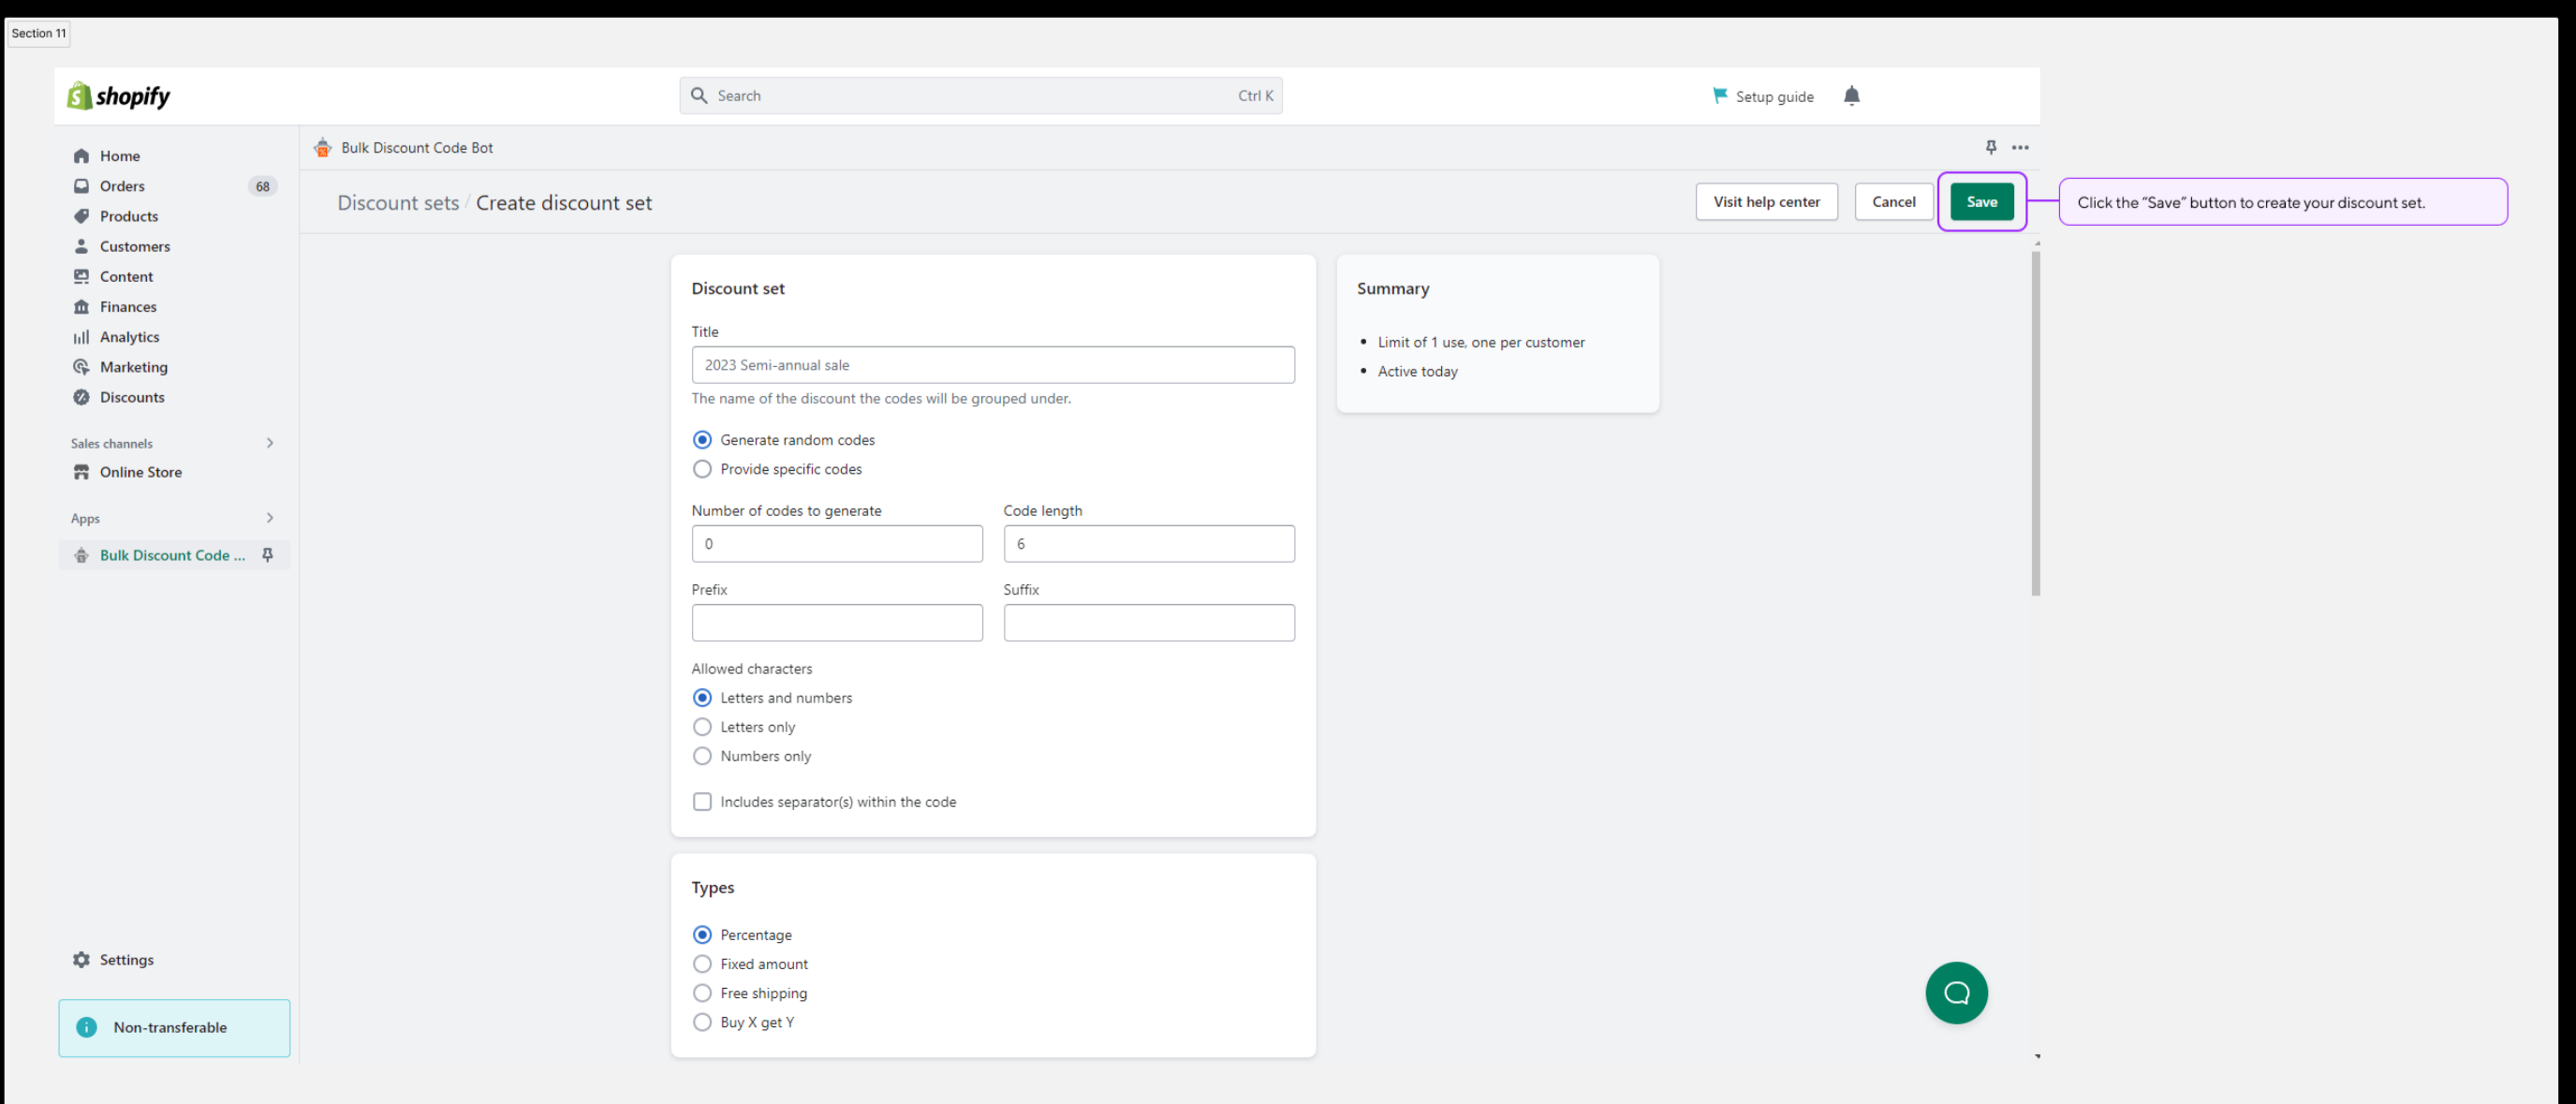 Section 11
shopify
Search
Ctrl K
Setup guide
Home
Orders
68
Products
Customers
Content
Finances
Analytics
Marketing
Discounts
Sales channels
Online Store
Apps
Bulk Discount Code ...
Settings
Non-transferable
Bulk Discount Code Bot
Discount sets / Create discount set
Visit help center
Cancel
Save
Click the “Save” button to create your discount set.
Discount set
Title
2023 Semi-annual sale
The name of the discount the codes will be grouped under.
Generate random codes
Provide specific codes
Number of codes to generate
Code length
0
6
Prefix
Suffix
Allowed characters
Letters and numbers
Letters only
Numbers only
Includes separator(s) within the code
Types
Percentage
Fixed amount
Free shipping
Buy X get Y
Summary
• Limit of 1 use, one per customer
• Active today